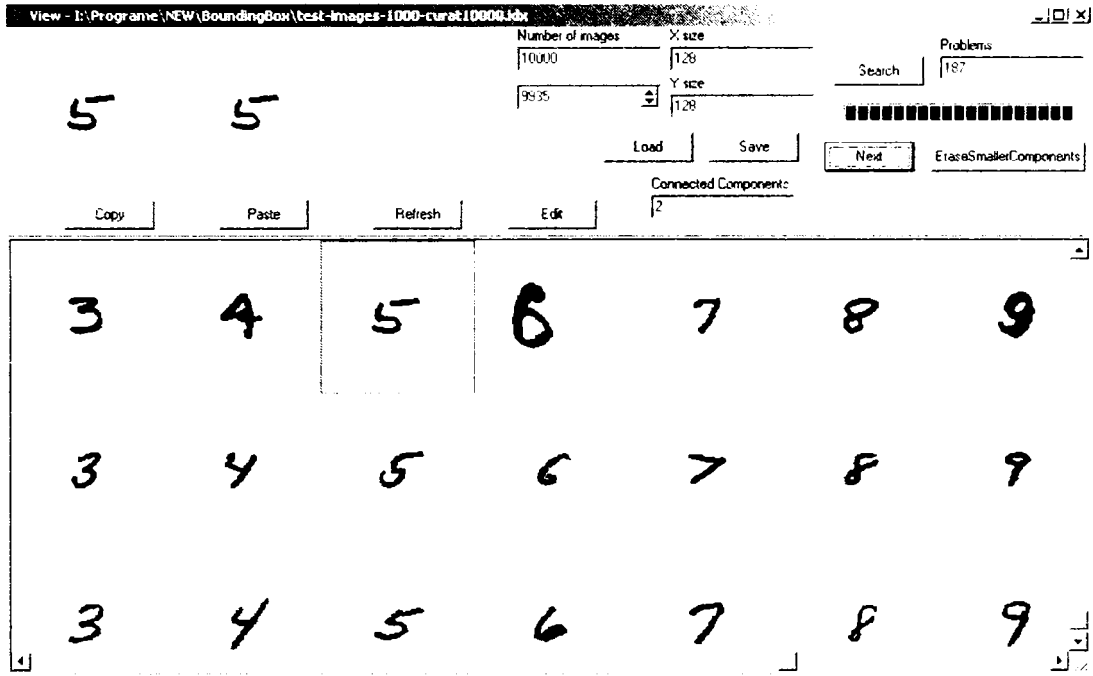 View - I:\Programe\NEW\BoundingBox\test-images-1000-curat10000.idx
Number of images
X size
Problems
10000
128
Search
187
Y size
9935
128
5 5
Load Save Next EraseSmallerComponents
Connected Components
2
Copy Paste Refresh Edit
3 4 5 6 7 8 9
3 4 5 6 7 8 9
3 4 5 6 7 8 9